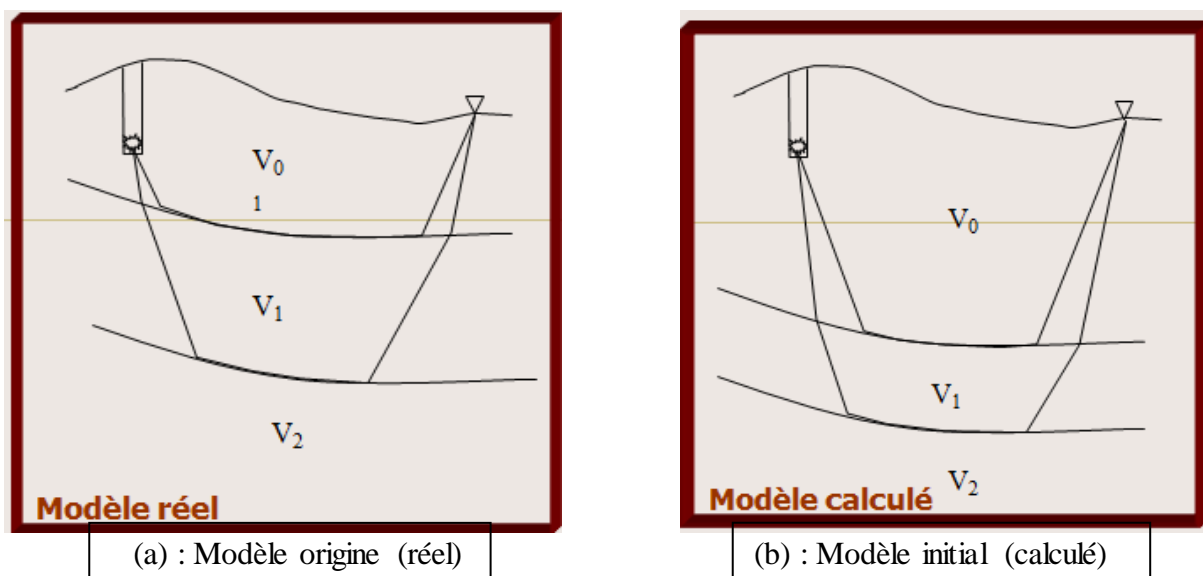 V₀
1
V₁
V₂
Modèle réel
(a) : Modèle origine (réel)
V₀
V₁
V₂
Modèle calculé
(b) : Modèle initial (calculé)